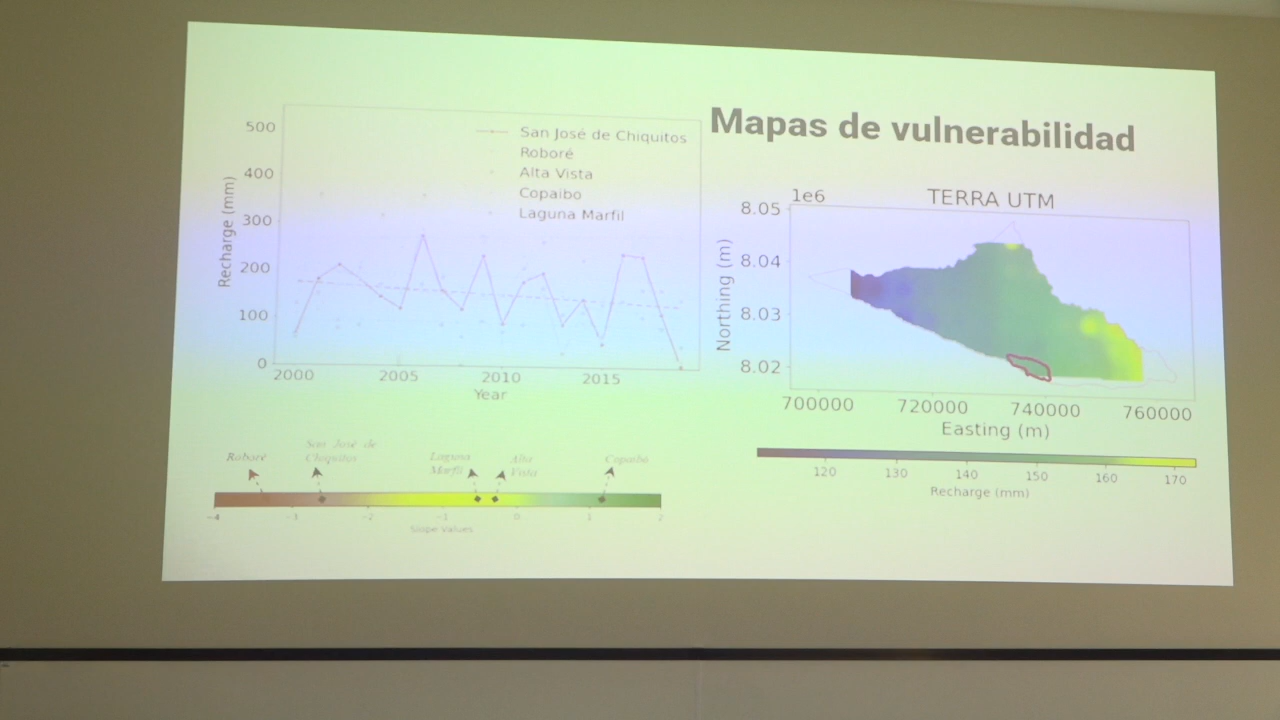 Mapas de vulnerabilidad
500
400
300
200
100
0
Recharge (mm)
San José de Chiquitos
Roboré
Alta Vista
Copaibo
Laguna Marfil
2000 2005 2010 2015
Year
1e6
TERRA UTM
8.05
8.04
8.03
8.02
Northing (m)
700000 720000 740000 760000
Easting (m)
120 130 140 150 160 170
Recharge (mm)
Roboré
San José de
Chiquitos
Laguna
Marfil
Alta
Vista
Copaibo
-4 -3 -2 -1 0 1 2
Slope Values